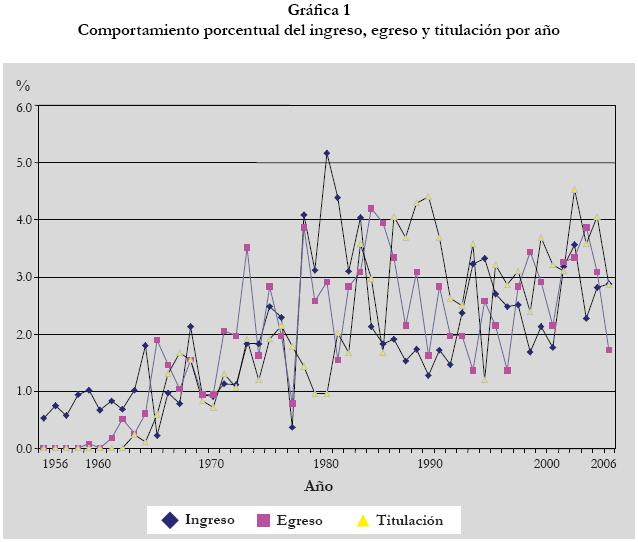 Gráfica 1
Comportamiento porcentual del ingreso, egreso y titulación por año
%
6.0
5.0
4.0
3.0
2.0
1.0
0.0
1956 1960 1970 1980 1990 2000 2006
Año
Ingreso Egreso Titulación